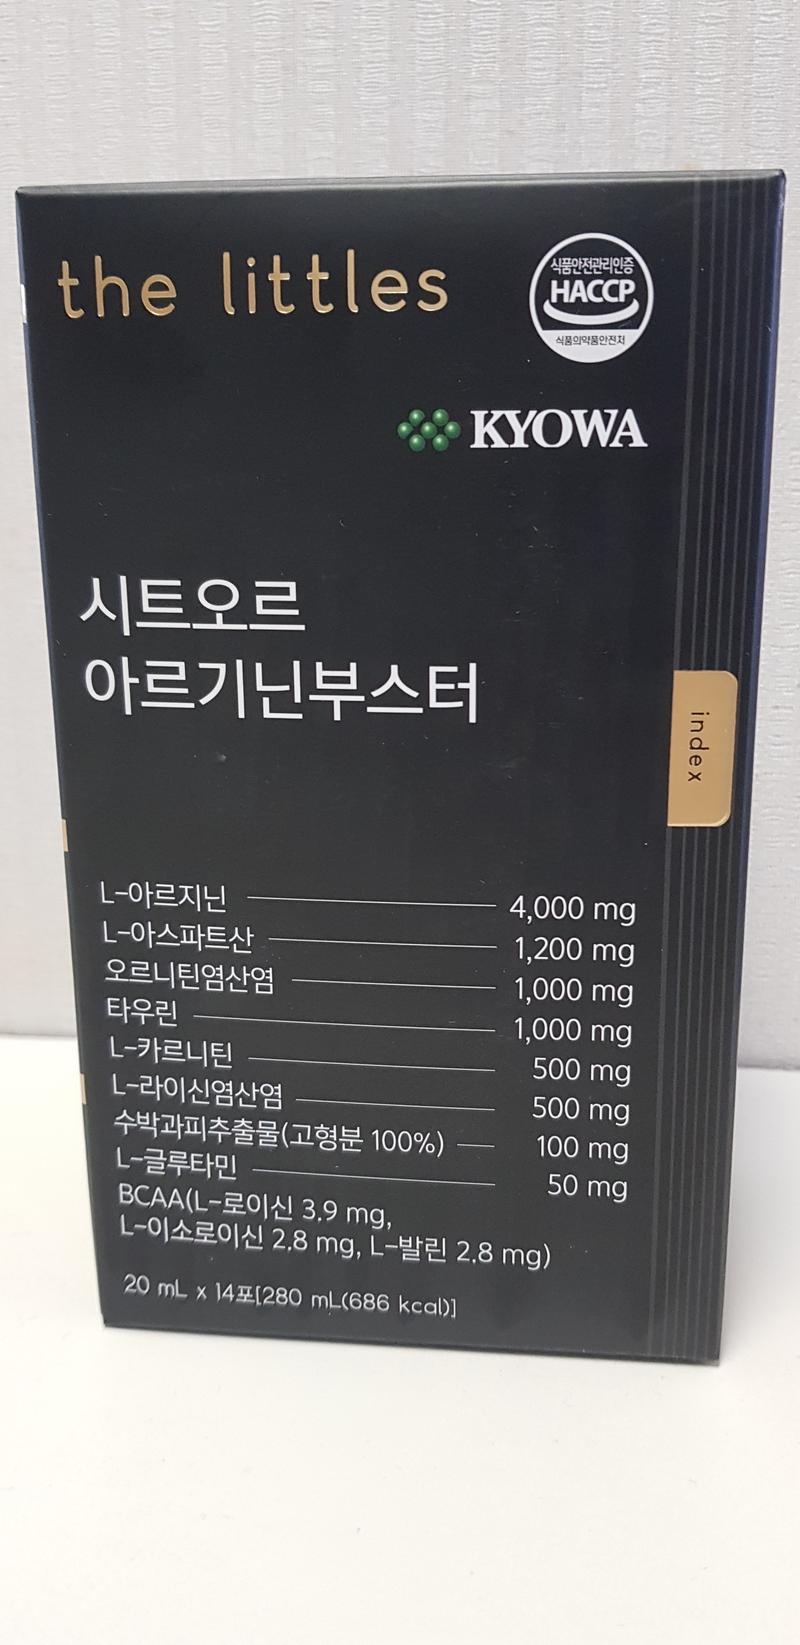 the littles
식품안전관리인증
HACCP
식품의약품안전처
KYOWA
시트오르
아르기닌부스터
index
L-아르지닌 4,000 mg
L-아스파트산 1,200 mg
오르니틴염산염 1,000 mg
타우린 1,000 mg
L-카르니틴 500 mg
L-라이신염산염 500 mg
수박과피추출물(고형분 100%) 100 mg
L-글루타민 50 mg
BCAA(L-로이신 3.9 mg,
L-이소로이신 2.8 mg, L-발린 2.8 mg)
20 mL x 14포[280 mL(686 kcal)]